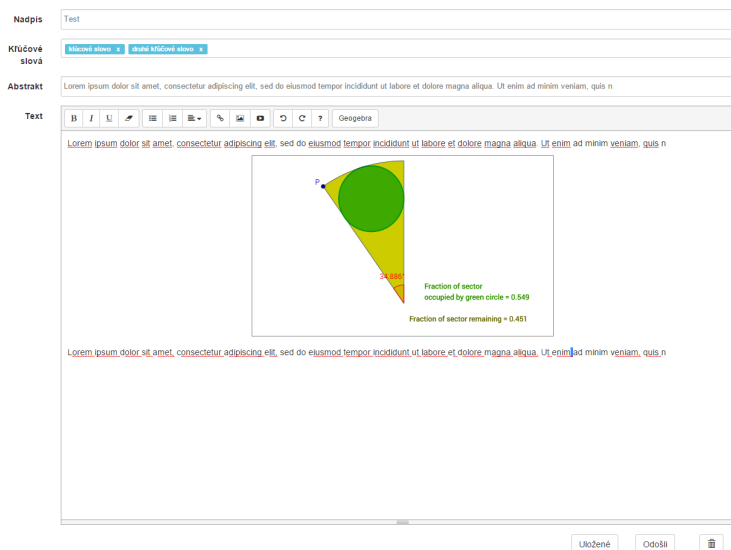 Nadpis
Test
Kľúčové
slová
kľúcové slovo x
druhé kľúčové slovo x
Abstrakt
Lorem ipsum dolor sit amet, consectetur adipiscing elit, sed do eiusmod tempor incididunt ut labore et dolore magna aliqua. Ut enim ad minim veniam, quis n
Text
B I U ? Geogebra
Lorem ipsum dolor sit amet, consectetur adipiscing elit, sed do eiusmod tempor incididunt ut labore et dolore magna aliqua. Ut enim ad minim veniam, quis n
P
34.886°
Fraction of sector
occupied by green circle = 0.549
Fraction of sector remaining = 0.451
Lorem ipsum dolor sit amet, consectetur adipiscing elit, sed do eiusmod tempor incididunt ut labore et dolore magna aliqua. Ut enim ad minim veniam, quis n
Uložené
Odošli